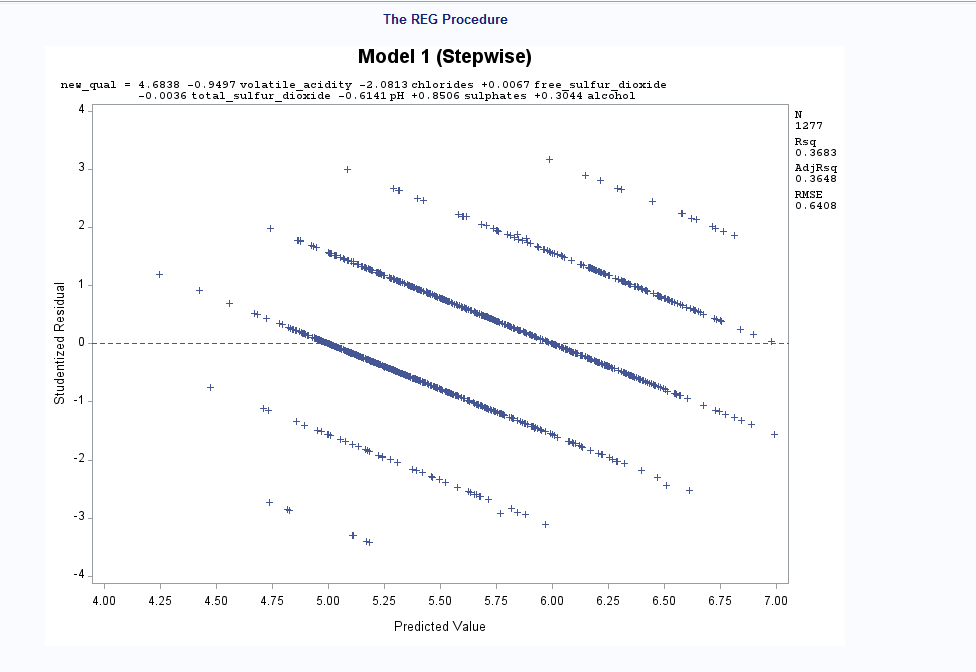 The REG Procedure
Model 1 (Stepwise)
new_qual = 4.6838 -0.9497 volatile_acidity -2.0813 chlorides +0.0067 free_sulfur_dioxide
-0.0036 total_sulfur_dioxide -0.6141 pH +0.8506 sulphates +0.3044 alcohol
N
1277
Rsq
0.3683
AdjRsq
0.3648
RMSE
0.6408
4
3
2
1
0
-1
-2
-3
-4
Studentized Residual
4.00 4.25 4.50 4.75 5.00 5.25 5.50 5.75 6.00 6.25 6.50 6.75 7.00
Predicted Value